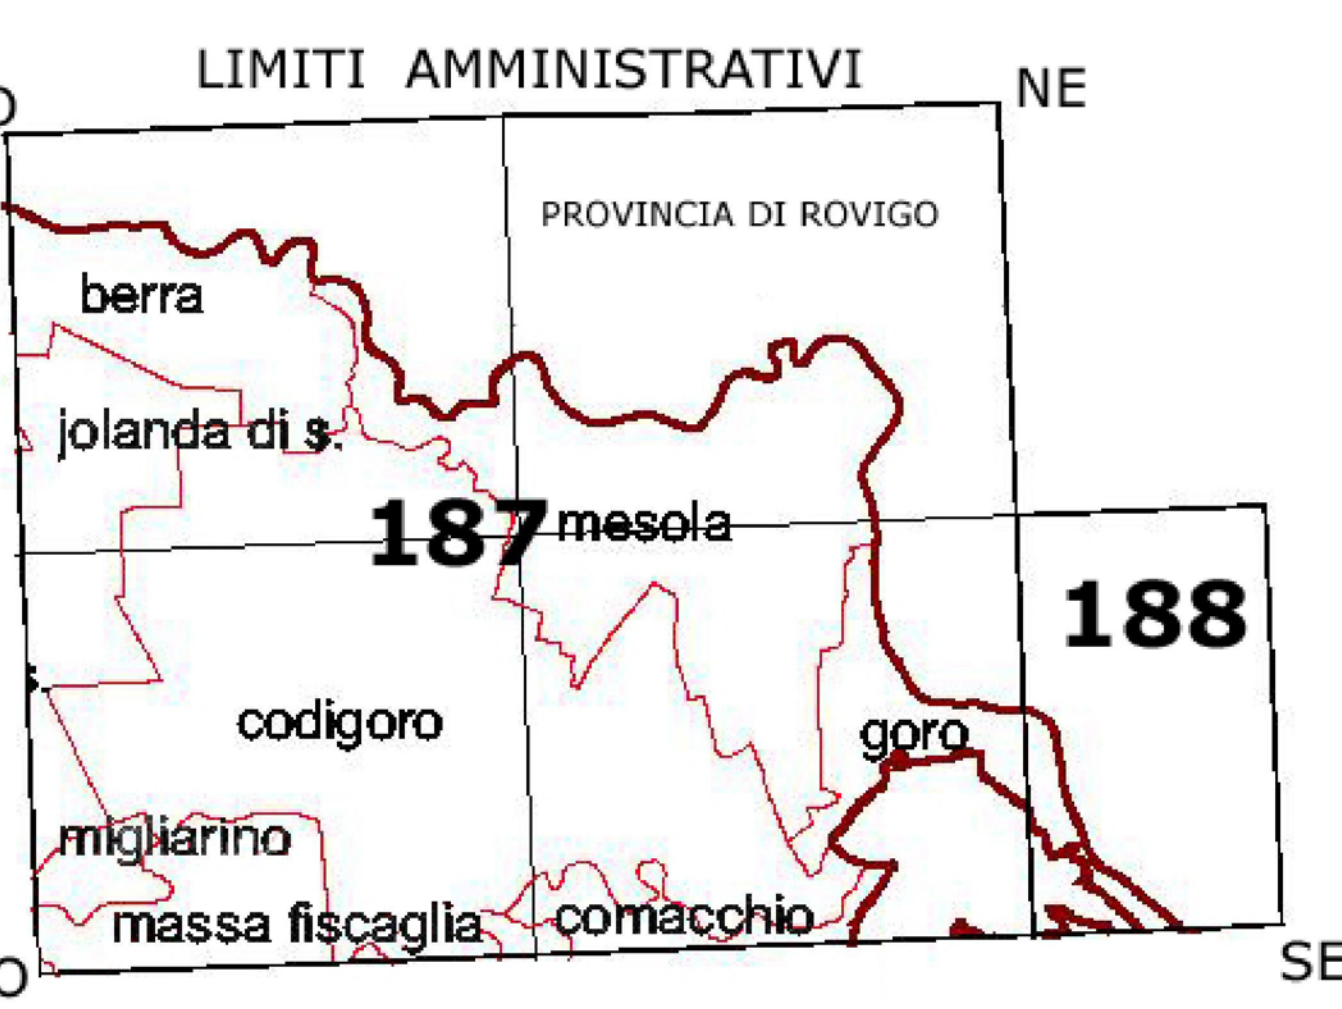 LIMITI AMMINISTRATIVI
O
NE
PROVINCIA DI ROVIGO
berra
jolanda di s.
187
mesola
188
s.
codigoro
goro
migliarino
massa fiscaglia
comacchio
O
SE